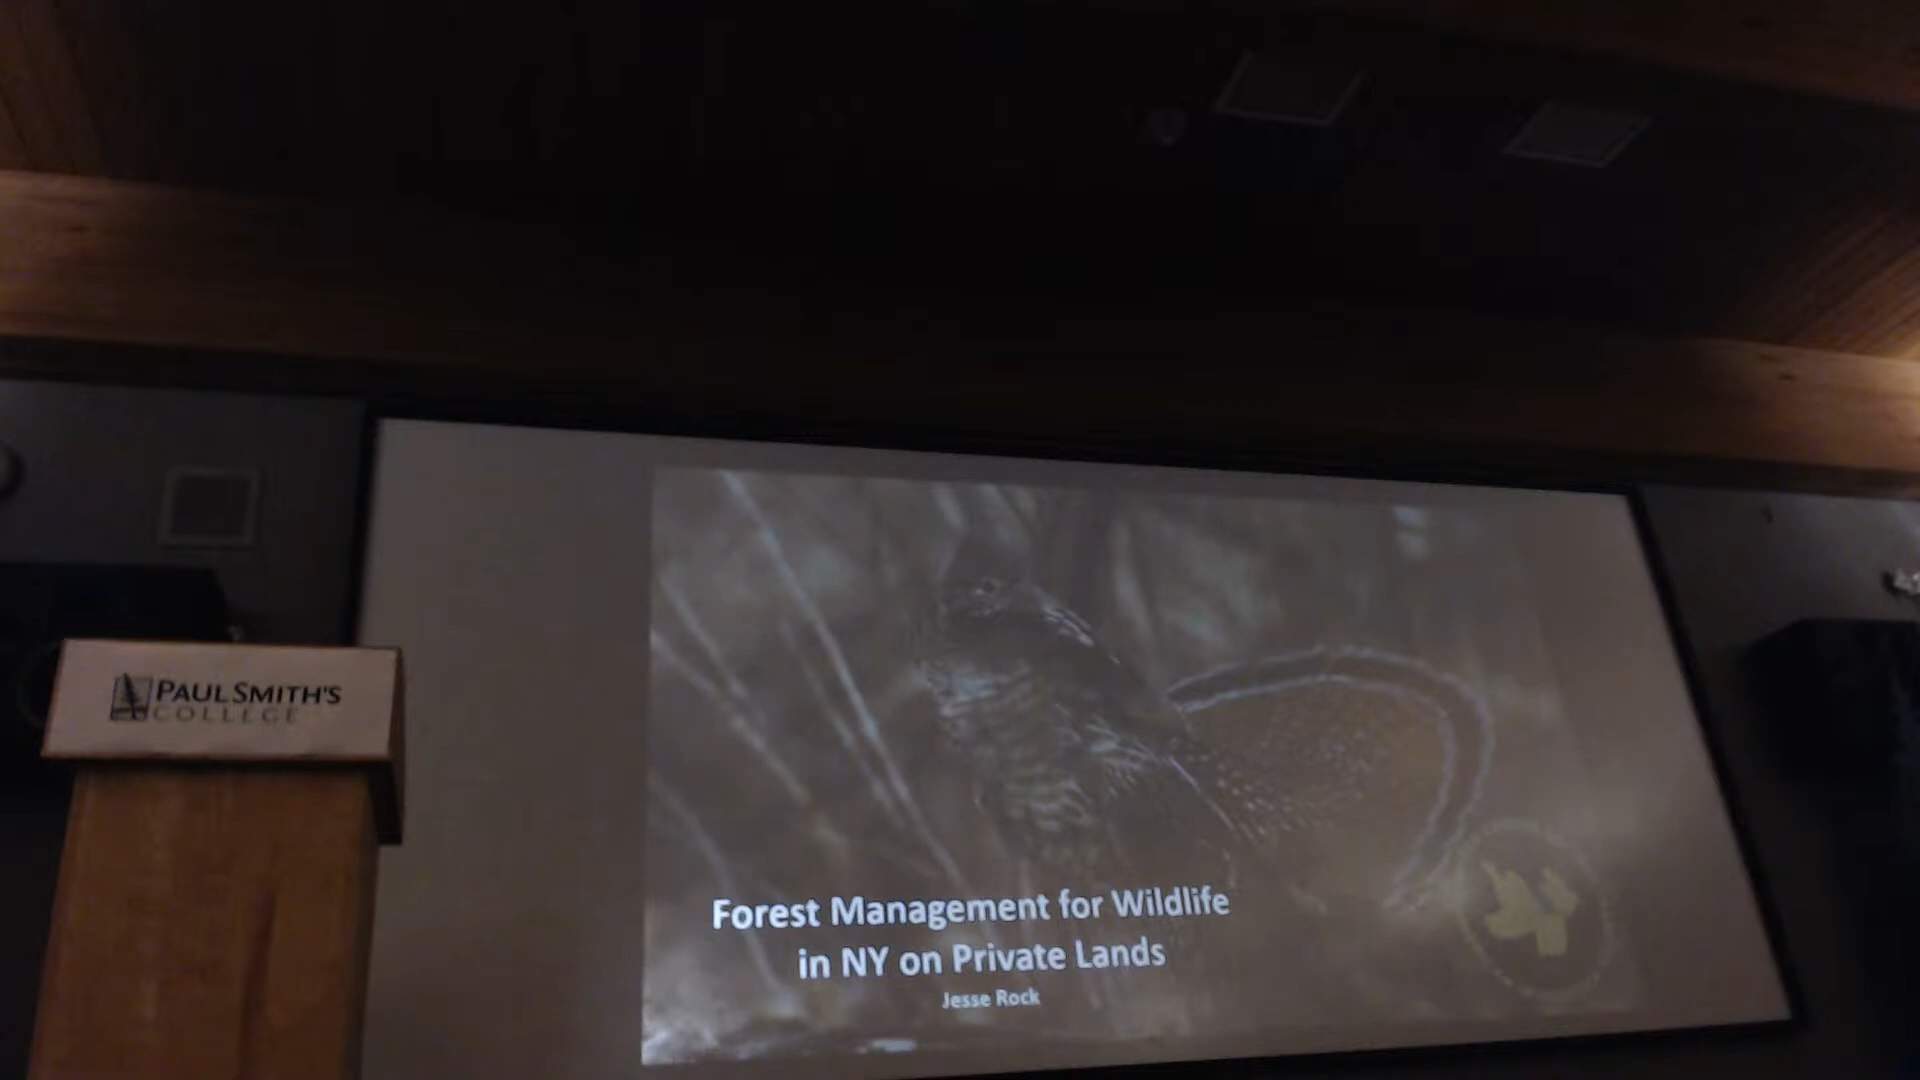 PAUL SMITH'S
COLLEGE
Forest Management for Wildlife
in NY on Private Lands
Jesse Rock